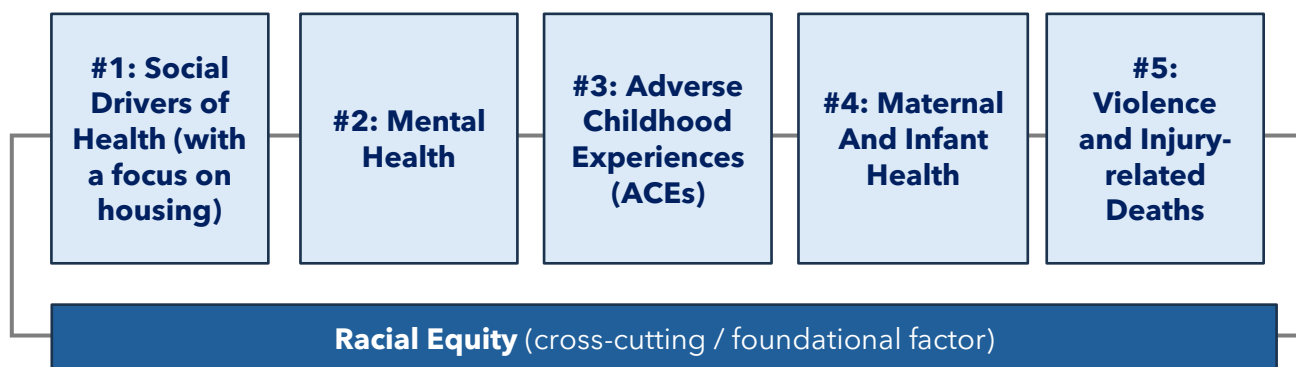 #1: Social
Drivers of
Health (with
a focus on
housing)
#2: Mental
Health
#3: Adverse
Childhood
Experiences
(ACEs)
#4: Maternal
And Infant
Health
#5:
Violence
and Injury-
related
Deaths
Racial Equity (cross-cutting / foundational factor)